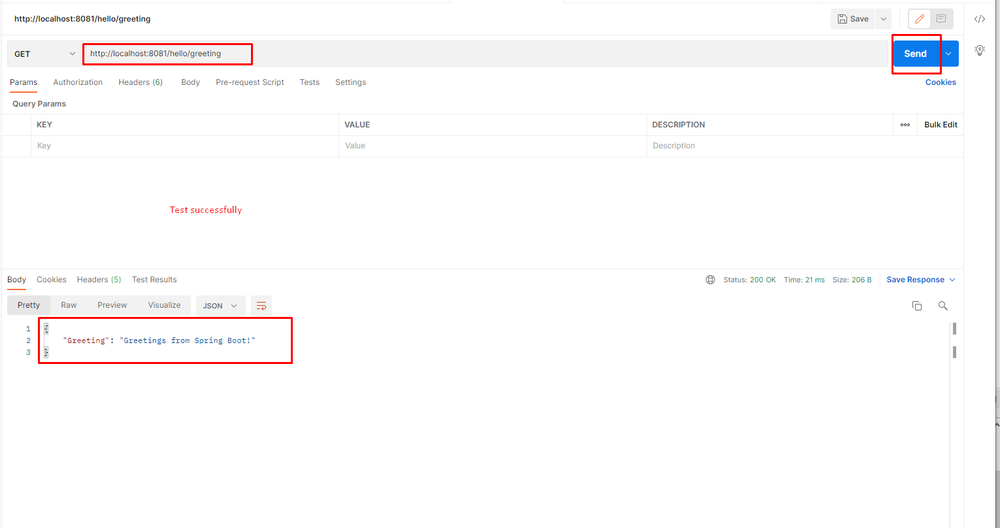 http://localhost:8081/hello/greeting
Save
GET
http://localhost:8081/hello/greeting
Send
Params Authorization Headers (6) Body Pre-request Script Tests Settings Cookies
Query Params
KEY VALUE DESCRIPTION Bulk Edit
Key Value Description
Test successfully
Body Cookies Headers (5) Test Results Status: 200 OK Time: 21 ms Size: 206 B Save Response
Pretty Raw Preview Visualize JSON
1 {
2 "Greeting": "Greetings from Spring Boot!"
3 }